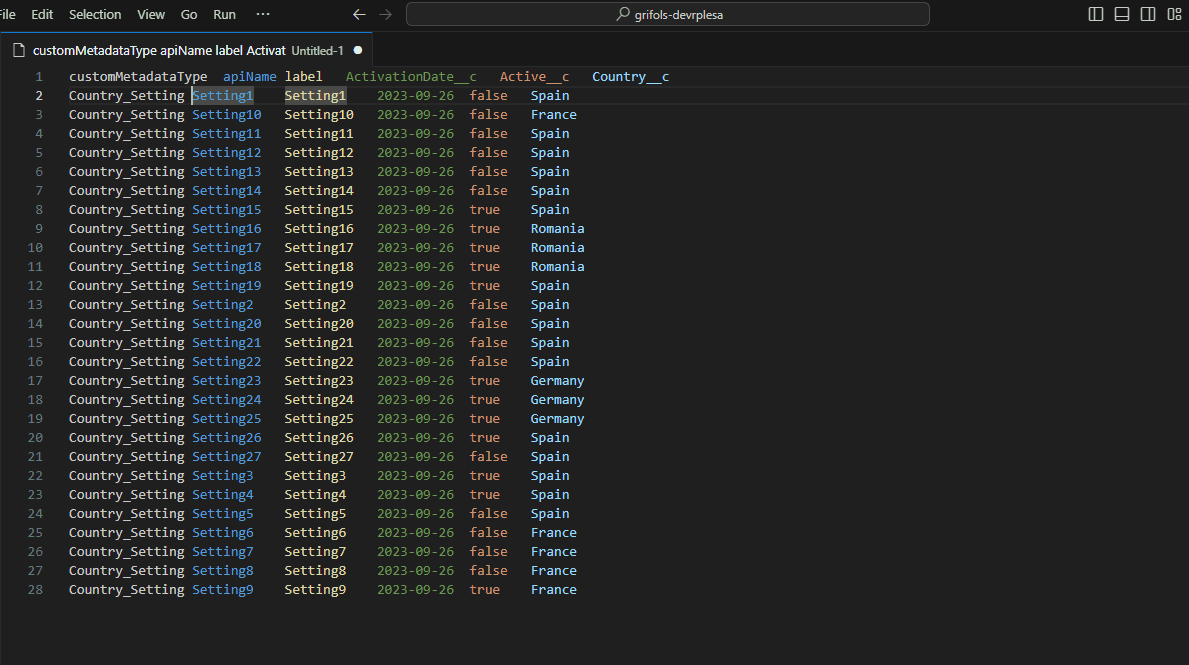 File Edit Selection View Go Run ··· grifols-devrplesa
customMetadataType apiName label Activat Untitled-1
1 customMetadataType apiName label ActivationDate__c Active__c Country__c
2 Country_Setting Setting1 Setting1 2023-09-26 false Spain
3 Country_Setting Setting10 Setting10 2023-09-26 false France
4 Country_Setting Setting11 Setting11 2023-09-26 false Spain
5 Country_Setting Setting12 Setting12 2023-09-26 false Spain
6 Country_Setting Setting13 Setting13 2023-09-26 false Spain
7 Country_Setting Setting14 Setting14 2023-09-26 false Spain
8 Country_Setting Setting15 Setting15 2023-09-26 true Spain
9 Country_Setting Setting16 Setting16 2023-09-26 true Romania
10 Country_Setting Setting17 Setting17 2023-09-26 true Romania
11 Country_Setting Setting18 Setting18 2023-09-26 true Romania
12 Country_Setting Setting19 Setting19 2023-09-26 true Spain
13 Country_Setting Setting2 Setting2 2023-09-26 false Spain
14 Country_Setting Setting20 Setting20 2023-09-26 false Spain
15 Country_Setting Setting21 Setting21 2023-09-26 false Spain
16 Country_Setting Setting22 Setting22 2023-09-26 false Spain
17 Country_Setting Setting23 Setting23 2023-09-26 true Germany
18 Country_Setting Setting24 Setting24 2023-09-26 true Germany
19 Country_Setting Setting25 Setting25 2023-09-26 true Germany
20 Country_Setting Setting26 Setting26 2023-09-26 true Spain
21 Country_Setting Setting27 Setting27 2023-09-26 false Spain
22 Country_Setting Setting3 Setting3 2023-09-26 true Spain
23 Country_Setting Setting4 Setting4 2023-09-26 true Spain
24 Country_Setting Setting5 Setting5 2023-09-26 false Spain
25 Country_Setting Setting6 Setting6 2023-09-26 false France
26 Country_Setting Setting7 Setting7 2023-09-26 false France
27 Country_Setting Setting8 Setting8 2023-09-26 false France
28 Country_Setting Setting9 Setting9 2023-09-26 true France